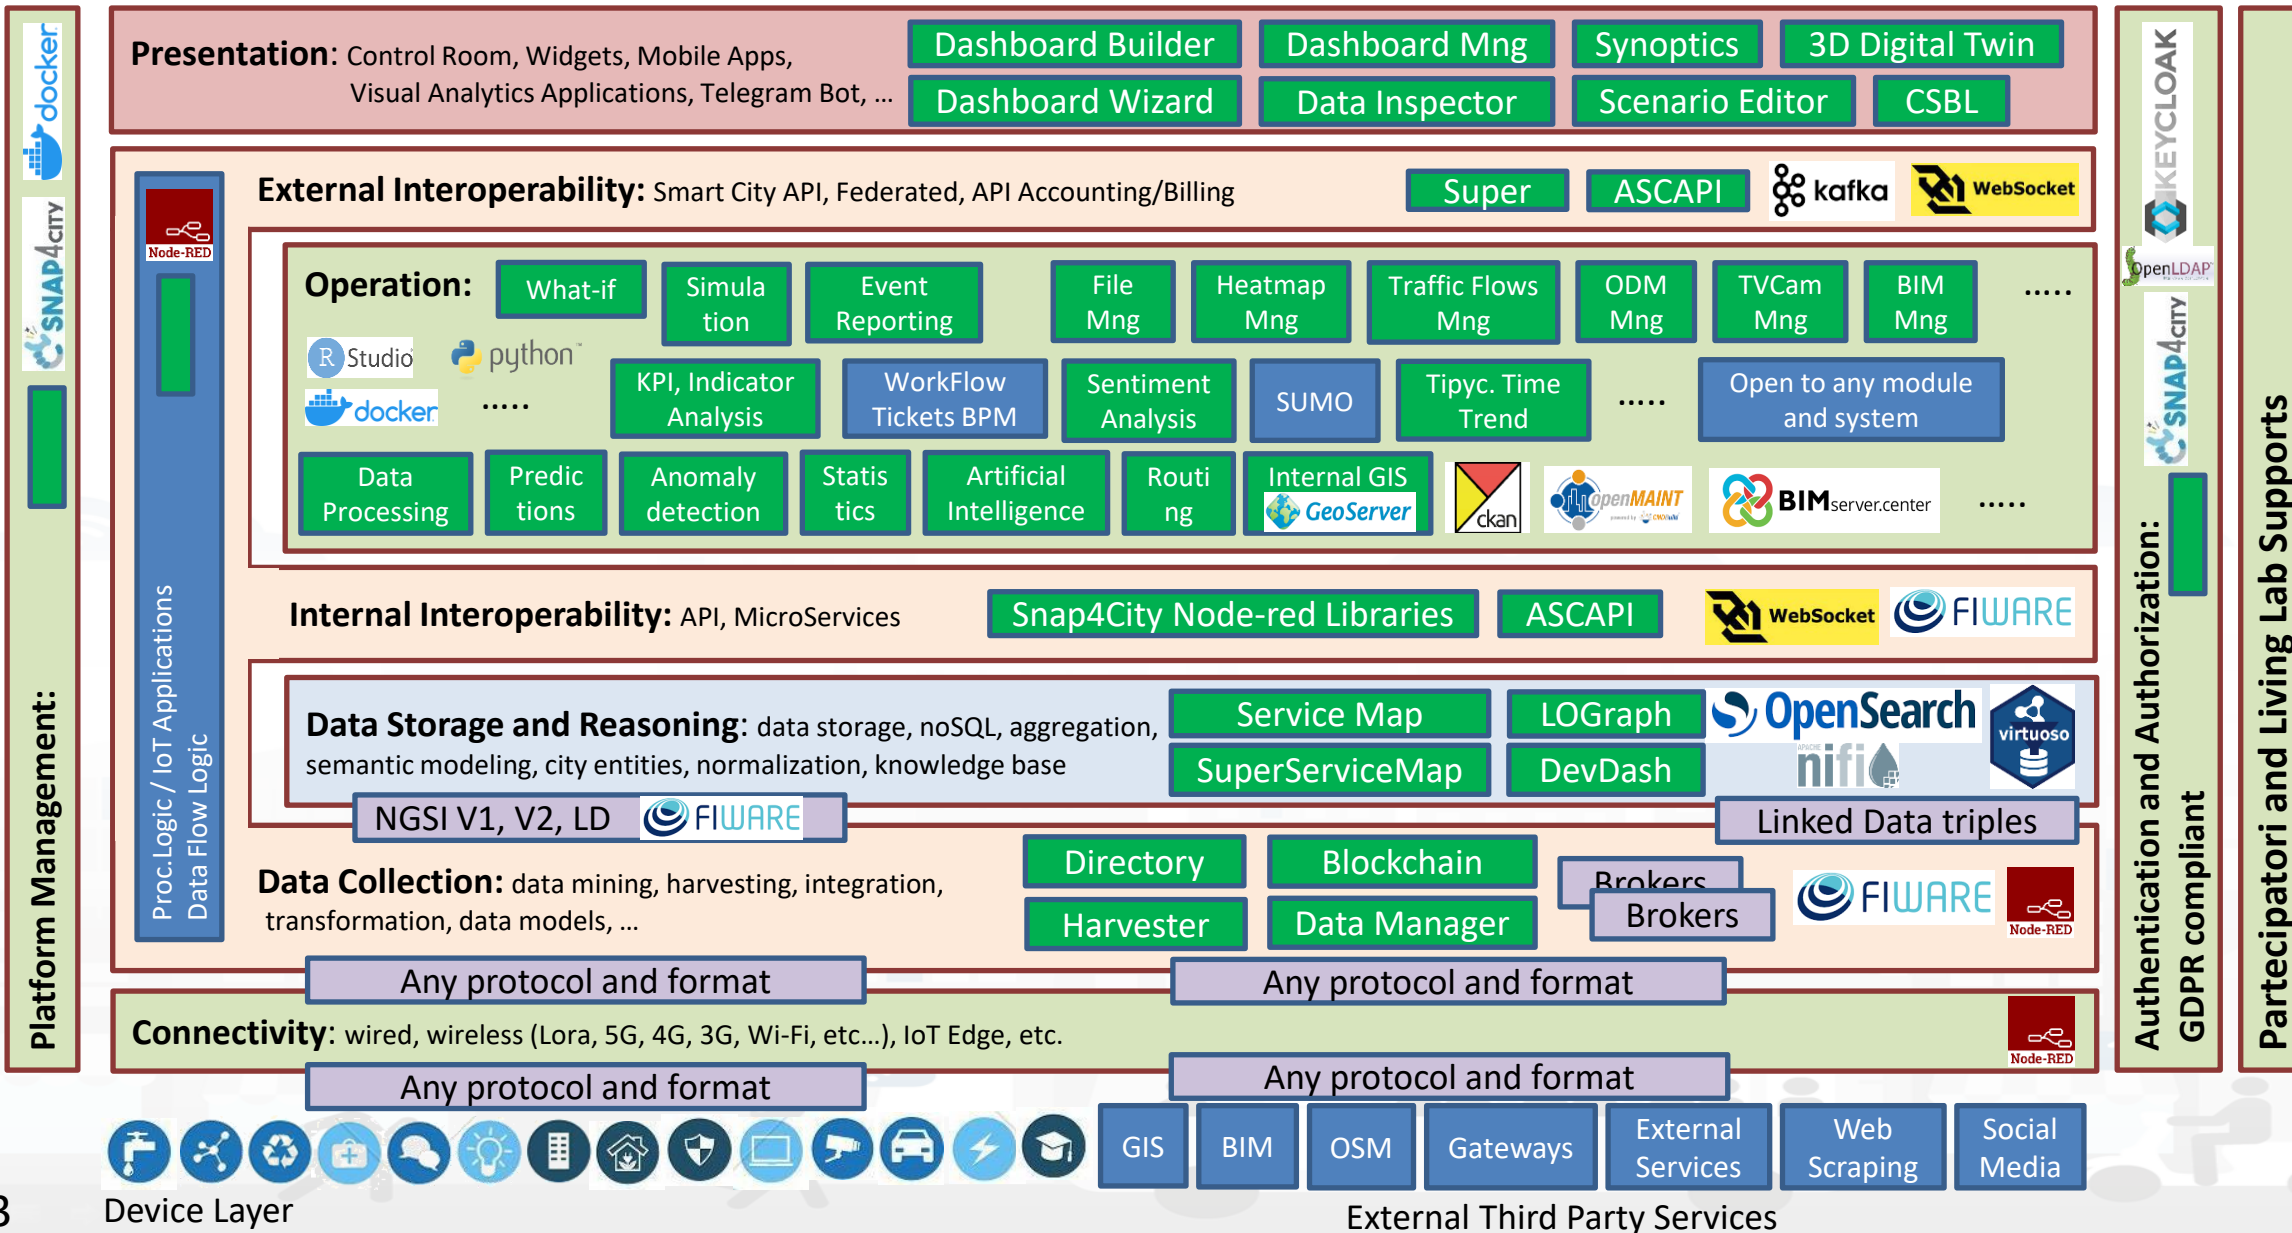 docker
SNAP4CITY
Platform Management:
Presentation: Control Room, Widgets, Mobile Apps,
Visual Analytics Applications, Telegram Bot, ...
Dashboard Builder
Dashboard Mng
Synoptics
3D Digital Twin
Dashboard Wizard
Data Inspector
Scenario Editor
CSBL
Node-RED
Proc.Logic / IoT Applications
Data Flow Logic
External Interoperability: Smart City API, Federated, API Accounting/Billing
Super
ASCAPI
kafka
WebSocket
Operation:
What-if
Simula
tion
Event
Reporting
File
Mng
Heatmap
Mng
Traffic Flows
Mng
ODM
Mng
TVCam
Mng
BIM
Mng
.....
R Studio
python
docker
.....
KPI, Indicator
Analysis
WorkFlow
Tickets BPM
Sentiment
Analysis
SUMO
Tipyc. Time
Trend
.....
Open to any module
and system
Data
Processing
Predic
tions
Anomaly
detection
Statis
tics
Artificial
Intelligence
Routi
ng
Internal GIS
GeoServer
ckan
openMAINT
BIMserver.center
.....
Internal Interoperability: API, MicroServices
Snap4City Node-red Libraries
ASCAPI
WebSocket
FIWARE
Data Storage and Reasoning: data storage, noSQL, aggregation,
semantic modeling, city entities, normalization, knowledge base
Service Map
LOGraph
OpenSearch
virtuoso
SuperServiceMap
DevDash
APACHE
nifi
NGSI V1, V2, LD
FIWARE
Linked Data triples
Data Collection: data mining, harvesting, integration,
transformation, data models, ...
Directory
Blockchain
Brokers
Harvester
Data Manager
Brokers
FIWARE
Node-RED
Any protocol and format
Any protocol and format
Connectivity: wired, wireless (Lora, 5G, 4G, 3G, Wi-Fi, etc...), IoT Edge, etc.
Node-RED
Any protocol and format
Any protocol and format
GIS
BIM
OSM
Gateways
External
Services
Web
Scraping
Social
Media
Device Layer
External Third Party Services
KEYCLOAK
OpenLDAP
SNAP4CITY
Authentication and Authorization:
GDPR compliant
Partecipatori and Living Lab Supports